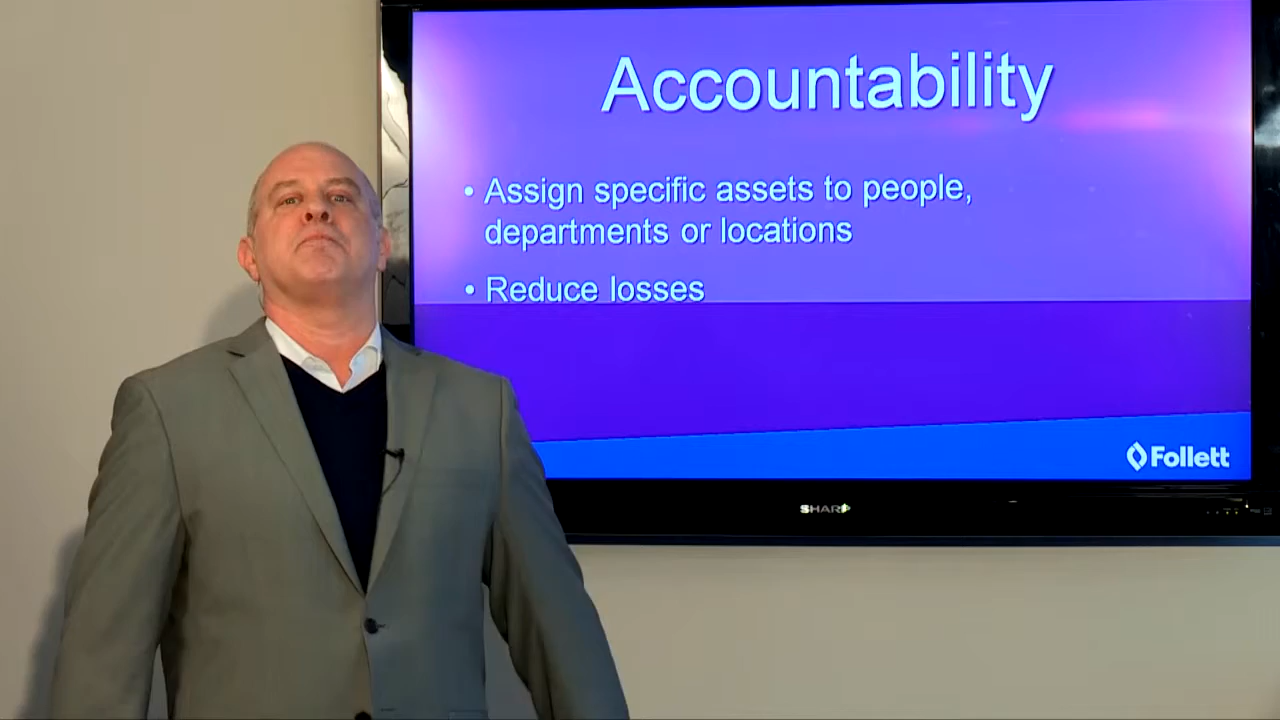 Accountability
• Assign specific assets to people,
departments or locations
• Reduce losses
Follett
SHARP